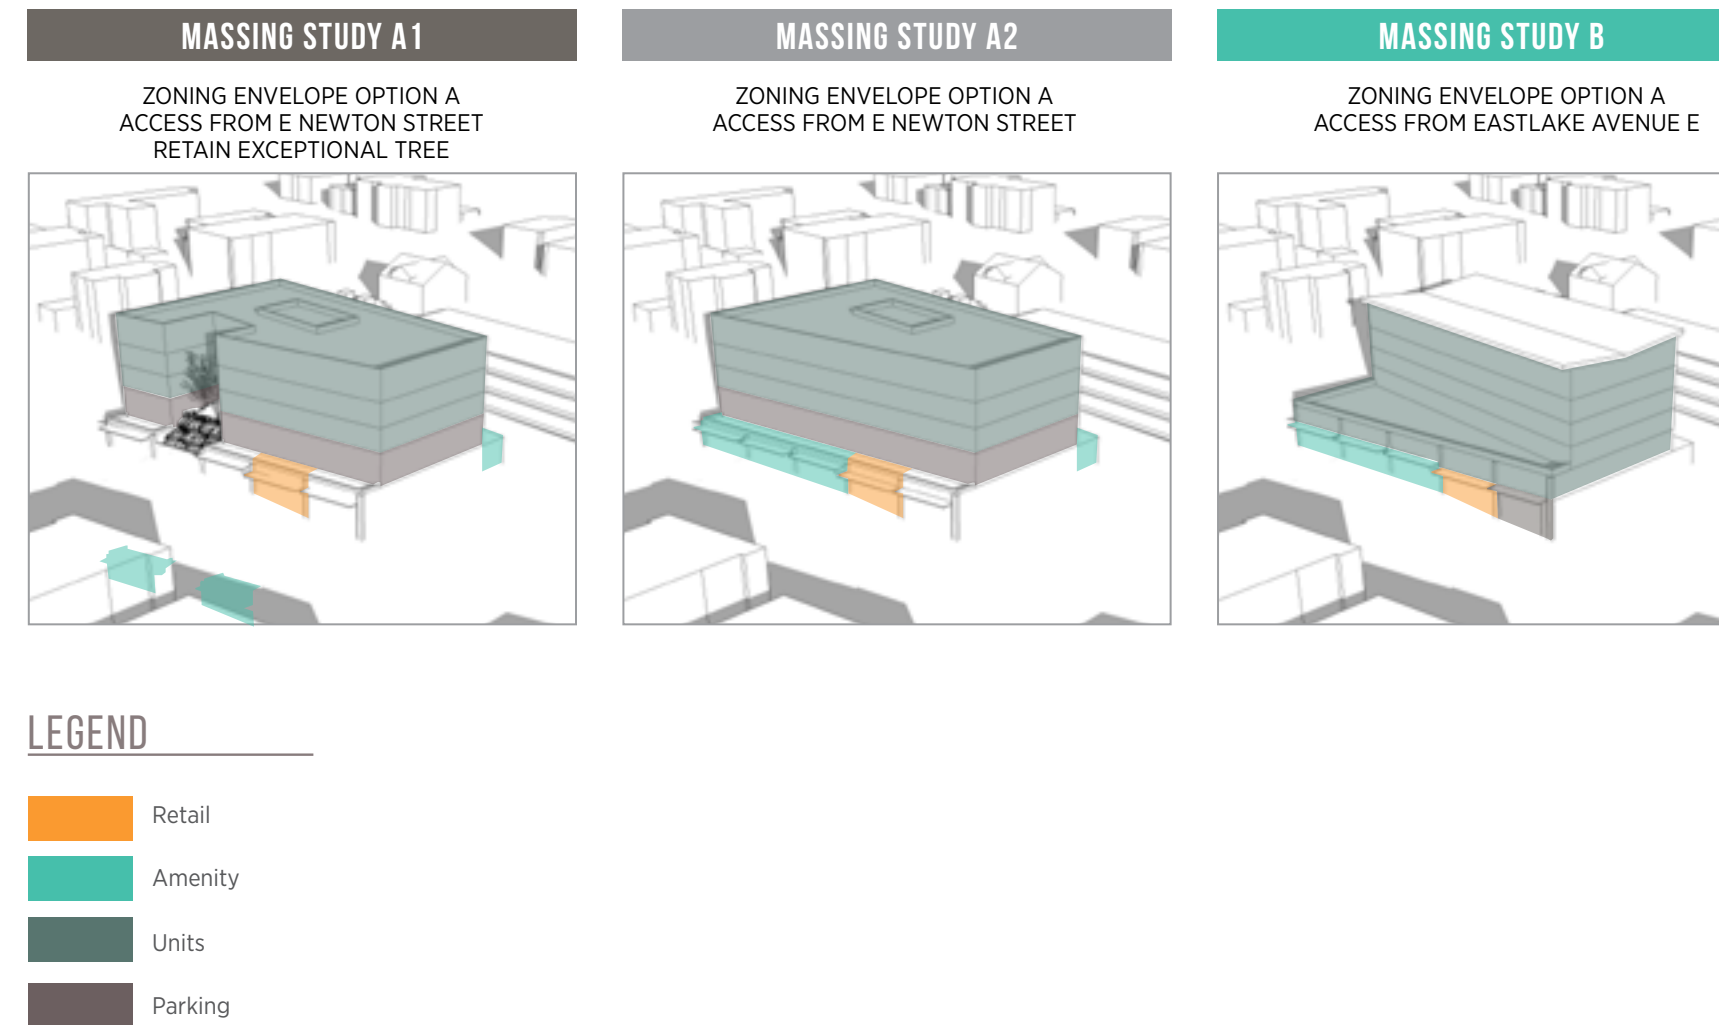 MASSING STUDY A1
ZONING ENVELOPE OPTION A
ACCESS FROM E NEWTON STREET
RETAIN EXCEPTIONAL TREE
MASSING STUDY A2
ZONING ENVELOPE OPTION A
ACCESS FROM E NEWTON STREET
MASSING STUDY B
ZONING ENVELOPE OPTION A
ACCESS FROM EASTLAKE AVENUE E
LEGEND
Retail
Amenity
Units
Parking